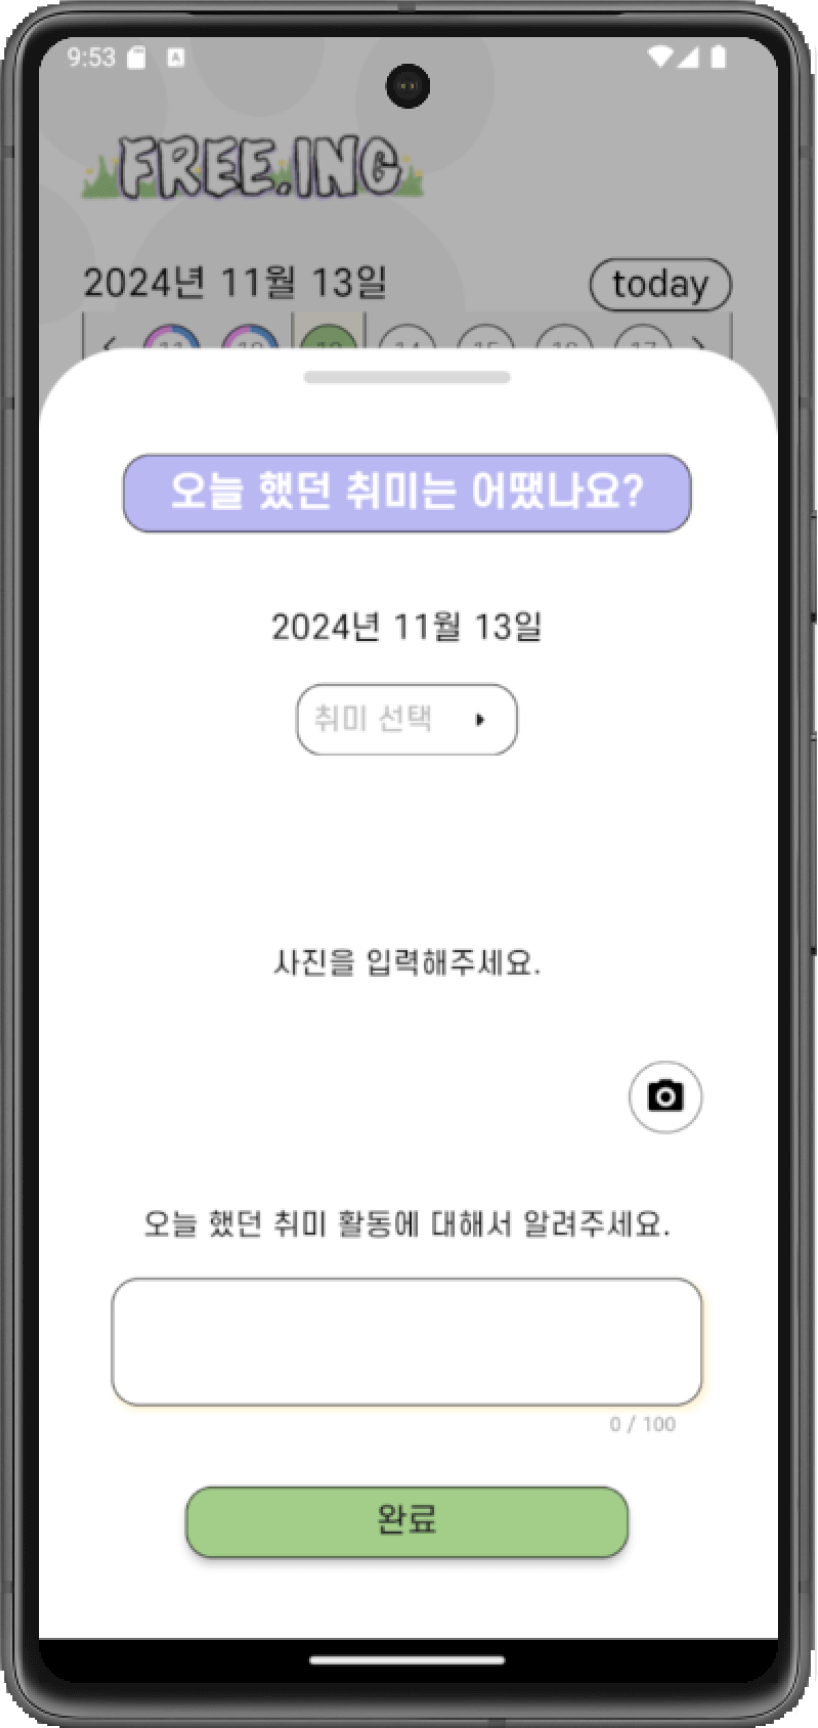 9:53
FREE.ING
2024년 11월 13일
today
오늘 했던 취미는 어땠나요?
2024년 11월 13일
취미 선택
사진을 입력해주세요.
오늘 했던 취미 활동에 대해서 알려주세요.
0 / 100
완료